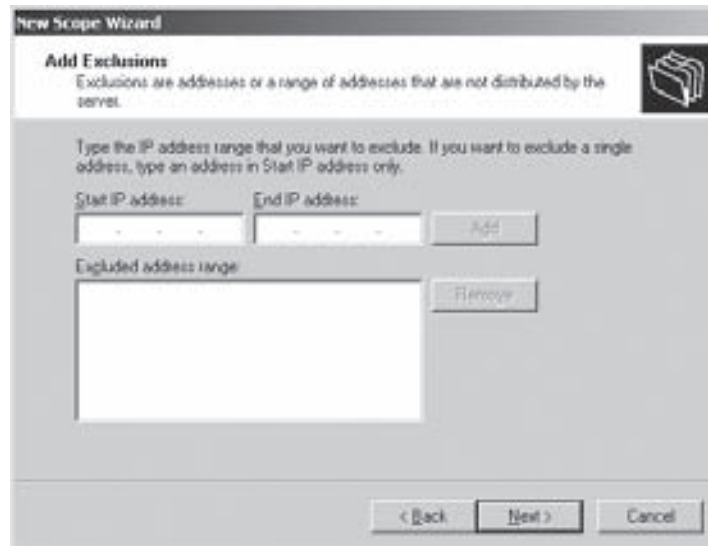 New Scope Wizard
Add Exclusions
Exclusions are addresses or a range of addresses that are not distributed by the
server.
Type the IP address range that you want to exclude. If you want to exclude a single
address, type an address in Start IP address only.
Start IP address: End IP address:
Add
Excluded address range:
Remove
< Back Next > Cancel